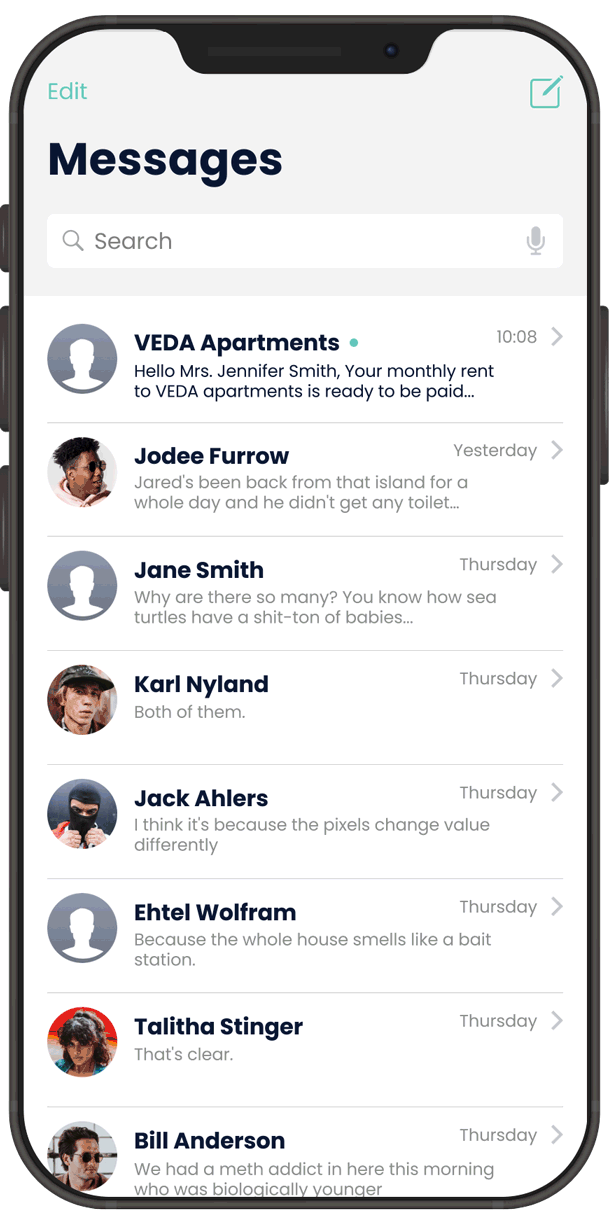 Edit
Messages
Search
VEDA Apartments
10:08
Hello Mrs. Jennifer Smith, Your monthly rent
to VEDA apartments is ready to be paid...
Jodee Furrow
Yesterday
Jared's been back from that island for a
whole day and he didn't get any toilet...
Jane Smith
Thursday
Why are there so many? You know how sea
turtles have a shit-ton of babies...
Karl Nyland
Thursday
Both of them.
Jack Ahlers
Thursday
I think it's because the pixels change value
differently
Ehtel Wolfram
Thursday
Because the whole house smells like a bait
station.
Talitha Stinger
Thursday
That's clear.
Bill Anderson
Thursday
We had a meth addict in here this morning
who was biologically younger